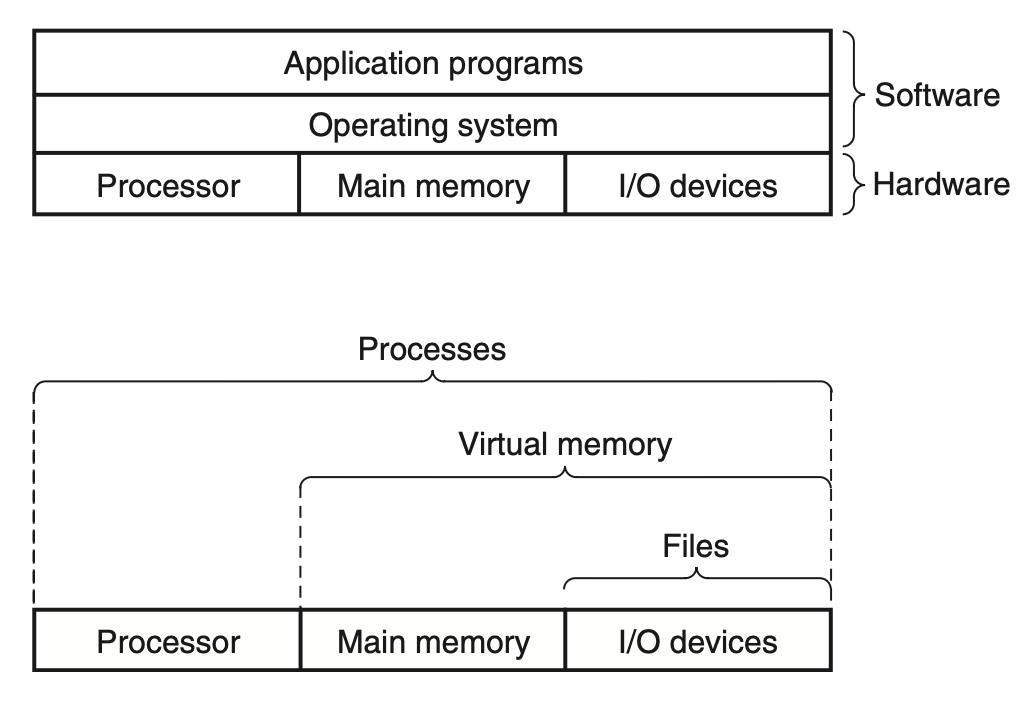 Application programs
Operating system
Software
Processor
Main memory
I/O devices
Hardware
Processes
Virtual memory
Files
Processor
Main memory
I/O devices